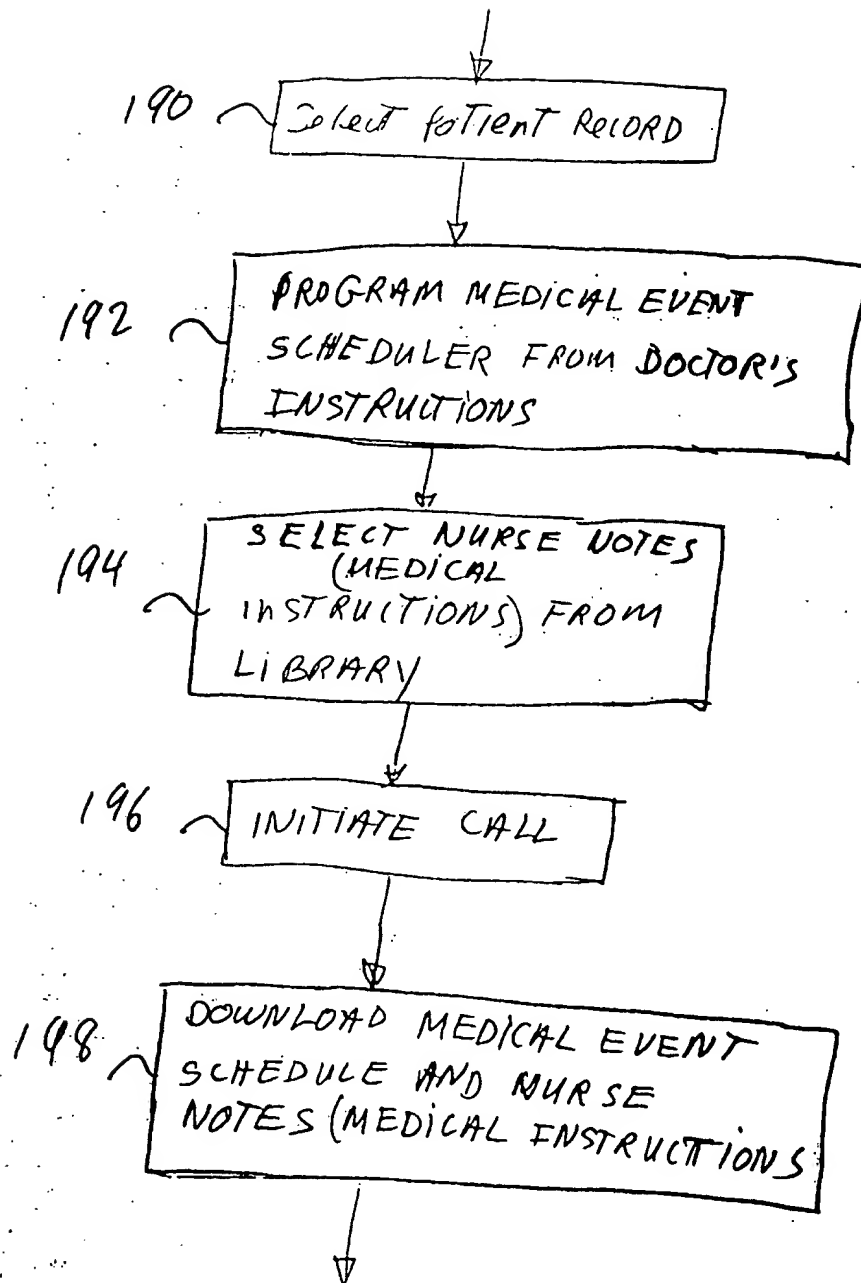 190
Select patient RECORD
192
PROGRAM MEDICAL EVENT
SCHEDULER FROM DOCTOR'S
INSTRUCTIONS
194
SELECT NURSE NOTES
(MEDICAL
INSTRUCTIONS) FROM
LIBRARY
196
INITIATE CALL
198
DOWNLOAD MEDICAL EVENT
SCHEDULE AND NURSE
NOTES (MEDICAL INSTRUCTIONS